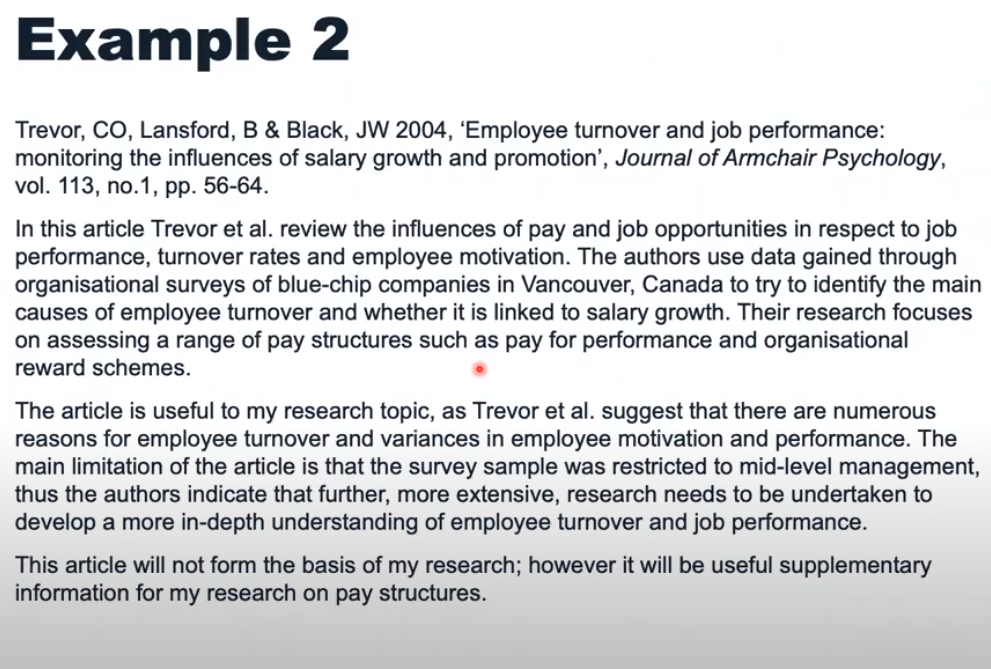 Example 2
Trevor, CO, Lansford, B & Black, JW 2004, ‘Employee turnover and job performance:
monitoring the influences of salary growth and promotion’, Journal of Armchair Psychology,
vol. 113, no.1, pp. 56-64.
In this article Trevor et al. review the influences of pay and job opportunities in respect to job
performance, turnover rates and employee motivation. The authors use data gained through
organisational surveys of blue-chip companies in Vancouver, Canada to try to identify the main
causes of employee turnover and whether it is linked to salary growth. Their research focuses
on assessing a range of pay structures such as pay for performance and organisational
reward schemes.
The article is useful to my research topic, as Trevor et al. suggest that there are numerous
reasons for employee turnover and variances in employee motivation and performance. The
main limitation of the article is that the survey sample was restricted to mid-level management,
thus the authors indicate that further, more extensive, research needs to be undertaken to
develop a more in-depth understanding of employee turnover and job performance.
This article will not form the basis of my research; however it will be useful supplementary
information for my research on pay structures.